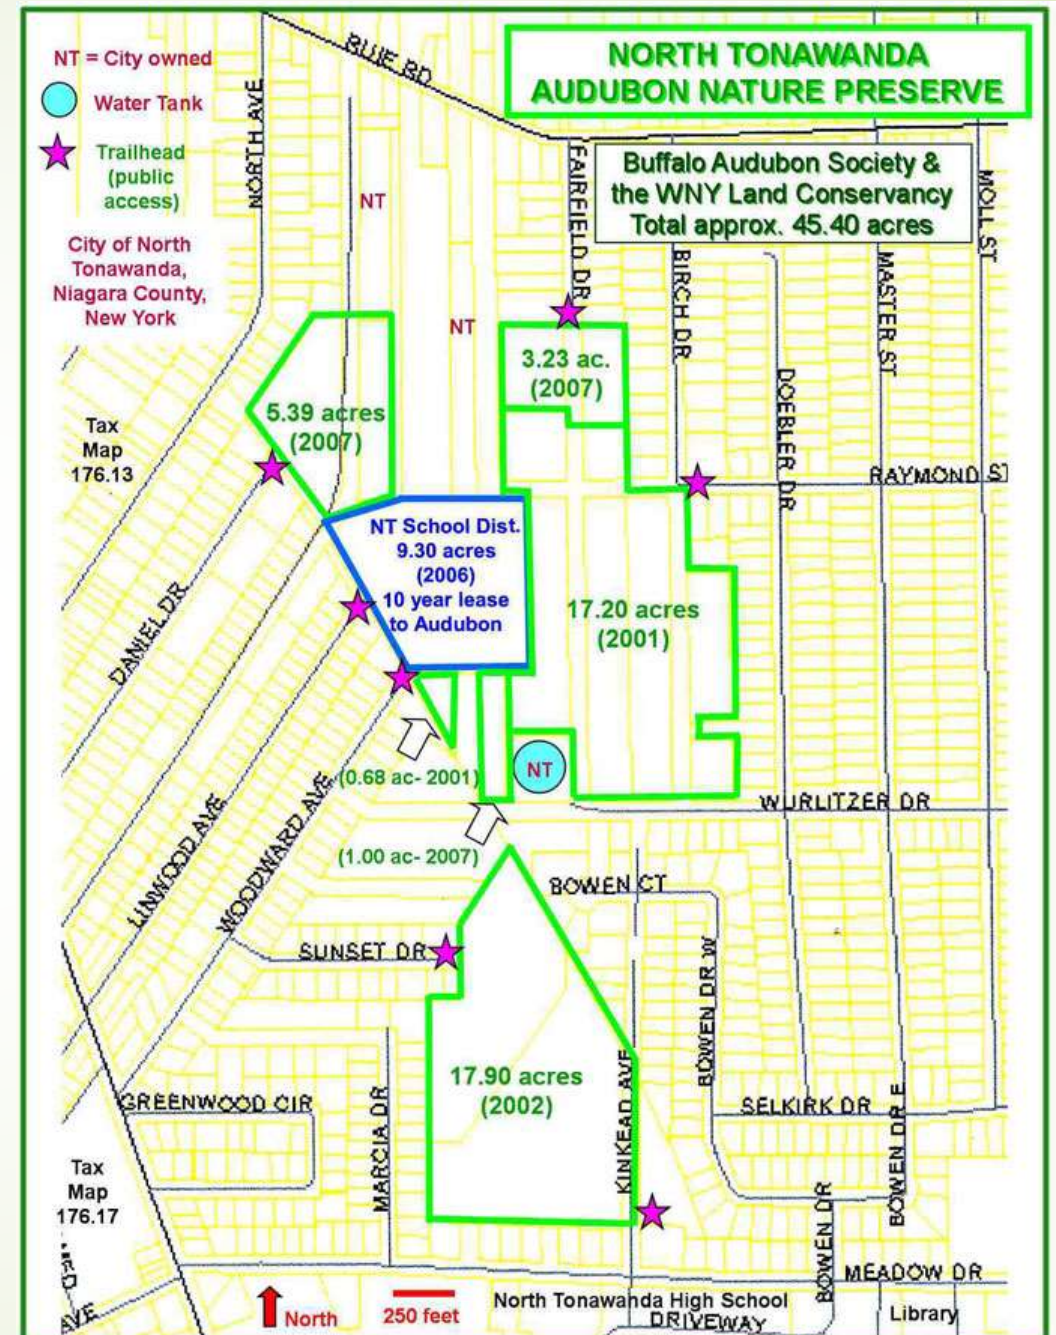 NORTH TONAWANDA
AUDUBON NATURE PRESERVE
NT = City owned
Water Tank
Trailhead
(public
access)
City of North
Tonawanda,
Niagara County,
New York
Buffalo Audubon Society &
the WNY Land Conservancy
Total approx. 45.40 acres
RUIE RD
NORTH AVE
FAIRFIELD DR
MOLL ST
BIRCH DR
MASTER ST
NT
NT
3.23 ac.
(2007)
DOEBLER DR
5.39 acres
(2007)
Tax
Map
176.13
RAYMOND ST
NT School Dist.
9.30 acres
(2006)
10 year lease
to Audubon
17.20 acres
(2001)
DANIEL DR
NT
(0.68 ac- 2001)
WURLITZER DR
LINWOOD AVE
WOODWARD AVE
(1.00 ac- 2007)
BOWEN CT
SUNSET DR
BOWEN DR W
17.90 acres
(2002)
GREENWOOD CIR
MARCIA DR
KINKEAD AVE
SELKIRK DR
BOWEN DR E
Tax
Map
176.17
BOWEN DR
MEADOW DR
AVE
North
250 feet
North Tonawanda High School
DRIVEWAY
Library